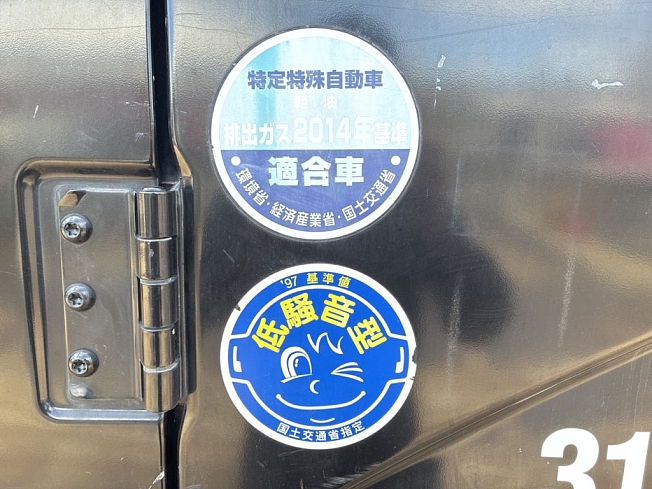 特定特殊自動車
軽油
排出ガス2014年基準
適合車
環境省・経済産業省・国土交通省
'97 基準値
低騒音型
国土交通省指定
31